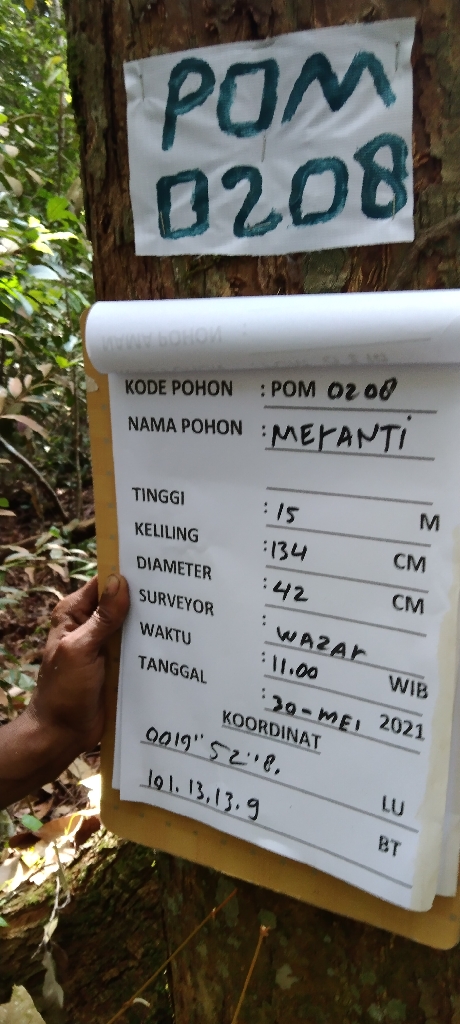 POM
0208
KODE POHON : POM 0208
NAMA POHON : MERANTI
TINGGI : 15 M
KELILING : 134 CM
DIAMETER : 42 CM
SURVEYOR : WAZAR
WAKTU : 11.00 WIB
TANGGAL : 30-MEI 2021
KOORDINAT
0019" 52"8. LU
101.13.13.9 BT